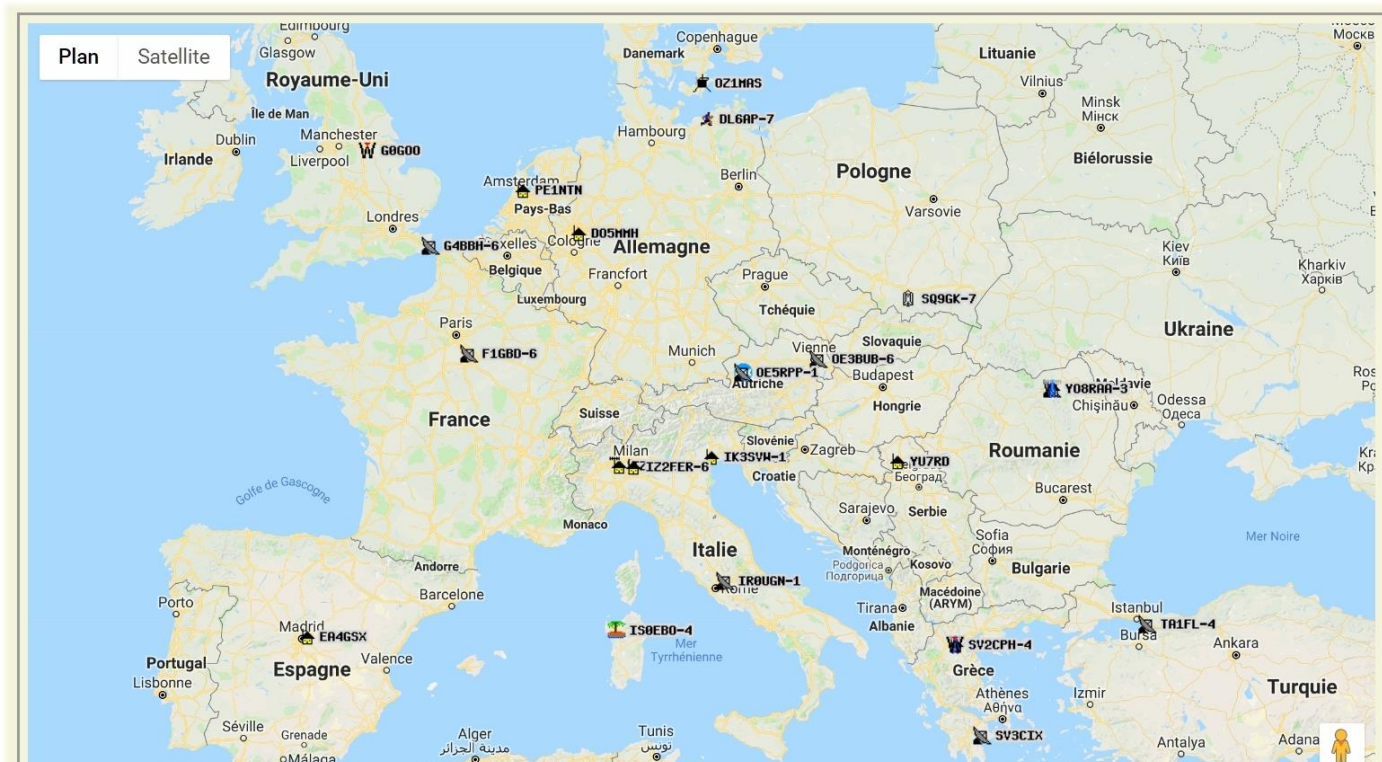 Plan
Satellite
Edimbourg
Glasgow
Royaume-Uni
Île de Man
Dublin
Irlande
Manchester
Liverpool
G0GOO
Londres
G4BBH-6
Danemark
Copenhague
OZ1MAS
DL6AP-7
Hambourg
Berlin
Lituanie
Vilnius
Minsk
Мінск
Biélorussie
Москв
Pologne
Varsovie
Amsterdam
PE1NTN
Pays-Bas
DO5MMH
Cologne
Allemagne
Belgique
Francfort
Luxembourg
Prague
Tchéquie
SQ9GK-7
Kiev
Київ
Kharkiv
Харків
Ukraine
Paris
F1GBD-6
Munich
Vienne
OE3BUB-6
Slovaquie
OE5RPP-1
Autriche
Budapest
Hongrie
YO8RAA-3
Chișinău
Odessa
Одеса
France
Suisse
Milan
IZ2FER-6
IK3SVW-1
Slovénie
Zagreb
Croatie
YU7RD
Београд
Roumanie
Bucarest
Golfe de Gascogne
Monaco
Italie
Sarajevo
Serbie
Monténégro
Podgorica
Подгорица
Kosovo
Sofia
София
Bulgarie
Mer Noire
Andorre
Barcelone
IR0UGN-1
Rome
Macédoine
(ARYM)
Tirana
Albanie
Istanbul
TA1FL-4
Bursa
Ankara
Porto
Madrid
EA4GSX
Espagne
Valence
Portugal
Lisbonne
IS0EBO-4
Mer
Tyrrhénienne
SV2CPH-4
Grèce
Athènes
Αθήνα
Izmir
Turquie
Séville
Grenade
Málaga
Alger
مدينة الجزائر
Tunis
تونس
SV3CIX
Antalya
Adana